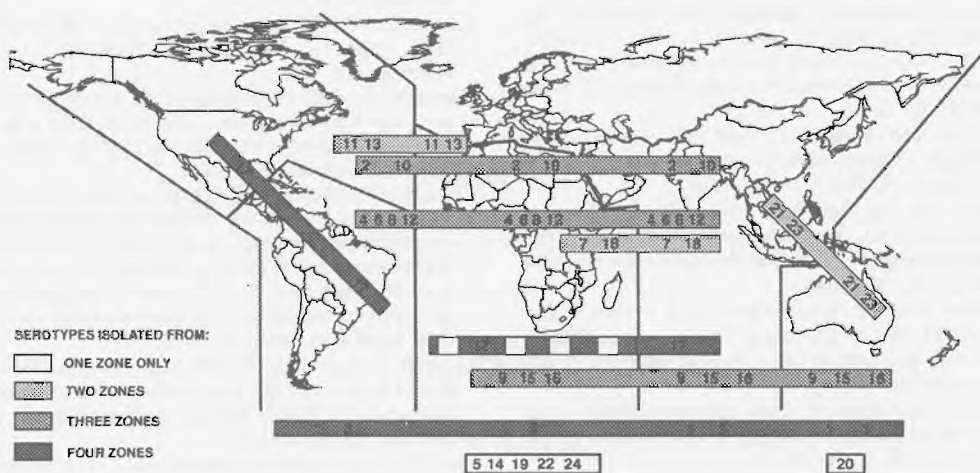 11 13 11 13
2 10 2 10 2 10
4 6 8 12 4 6 8 12 4 6 8 12
7 18 7 18
21 23
21 23
SEROTYPES ISOLATED FROM:
ONE ZONE ONLY
TWO ZONES
THREE ZONES
FOUR ZONES
17 17
9 15 16 9 15 16 9 15 16
5 14 19 22 24
20